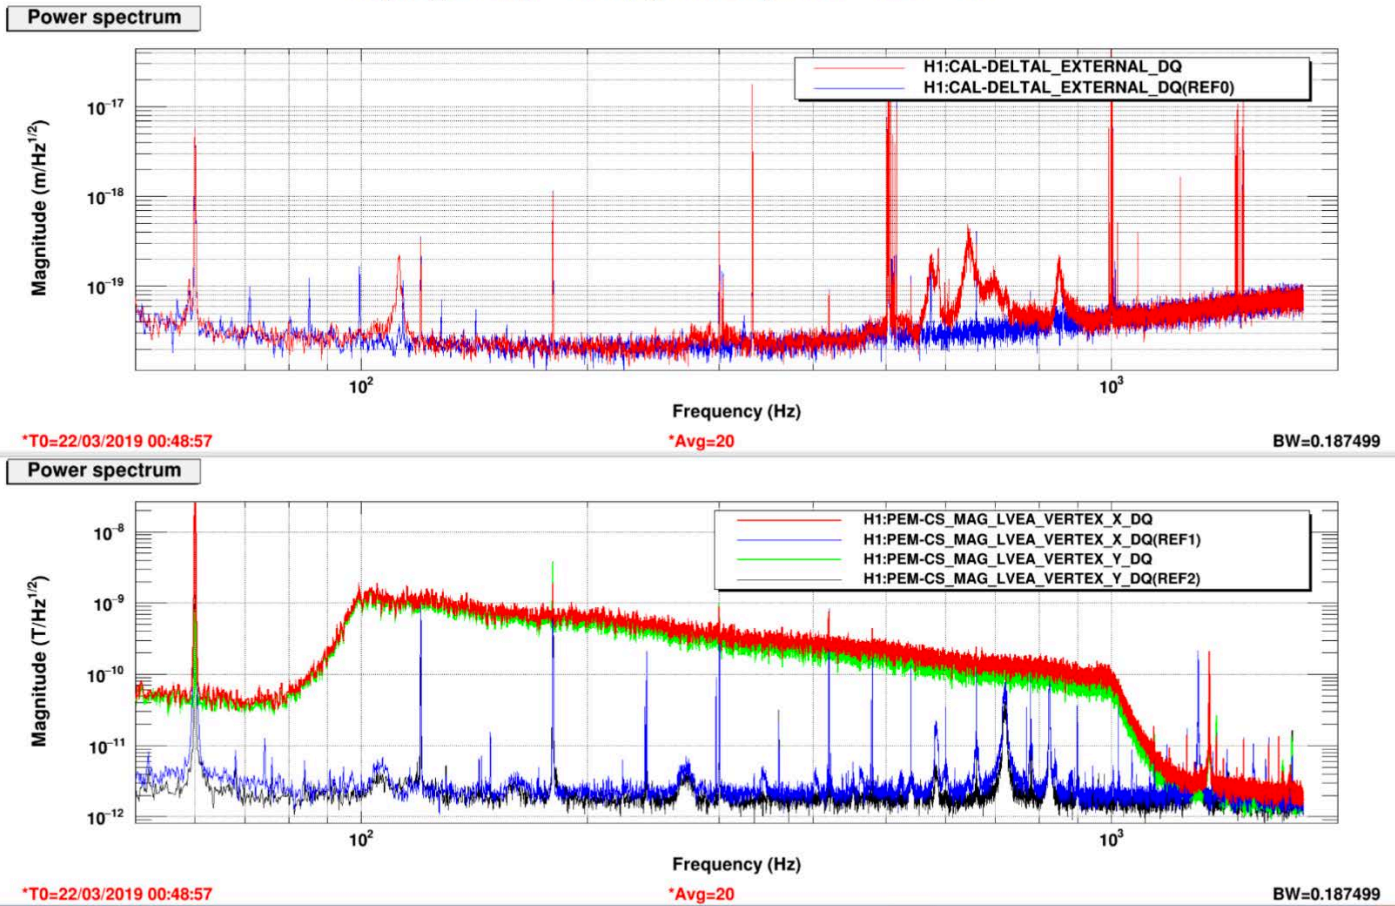 Power spectrum
H1:CAL-DELTAL_EXTERNAL_DQ
H1:CAL-DELTAL_EXTERNAL_DQ(REF0)
10⁻¹⁷
10⁻¹⁸
10⁻¹⁹
Magnitude (m/Hz¹/²)
10²
10³
Frequency (Hz)
*T0=22/03/2019 00:48:57
*Avg=20
BW=0.187499
Power spectrum
H1:PEM-CS_MAG_LVEA_VERTEX_X_DQ
H1:PEM-CS_MAG_LVEA_VERTEX_X_DQ(REF1)
H1:PEM-CS_MAG_LVEA_VERTEX_Y_DQ
H1:PEM-CS_MAG_LVEA_VERTEX_Y_DQ(REF2)
10⁻⁸
10⁻⁹
10⁻¹⁰
10⁻¹¹
10⁻¹²
Magnitude (T/Hz¹/²)
10²
10³
Frequency (Hz)
*T0=22/03/2019 00:48:57
*Avg=20
BW=0.187499